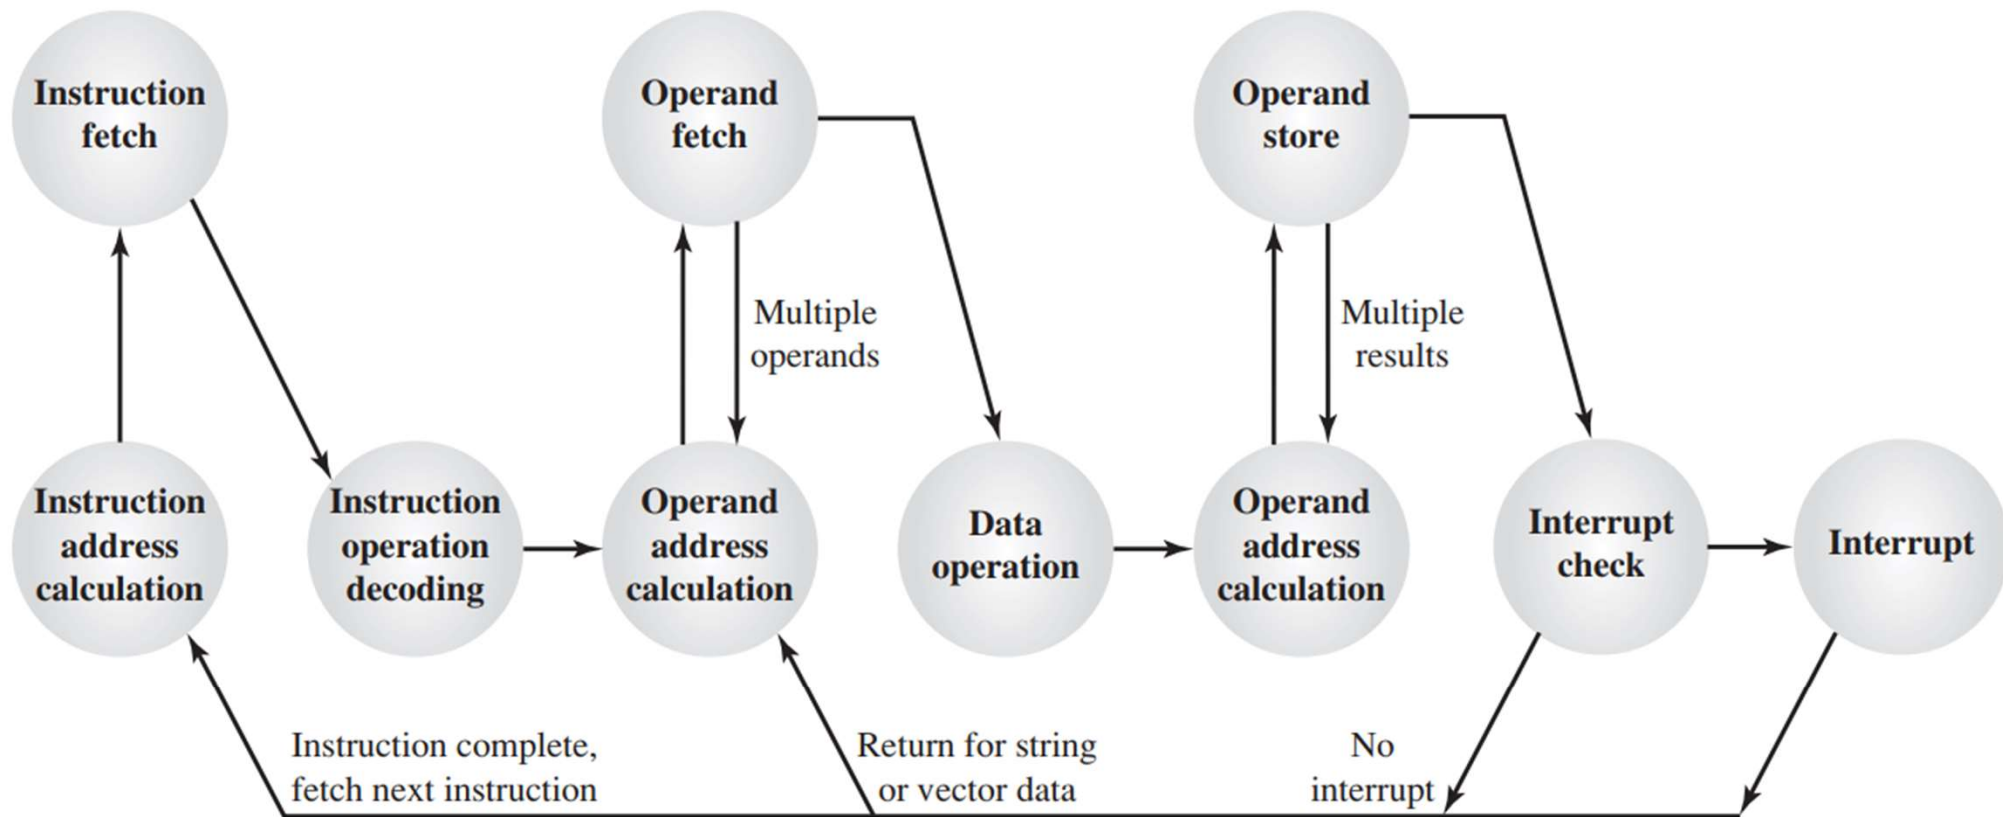 Instruction
fetch
Operand
fetch
Operand
store
Multiple
operands
Multiple
results
Instruction
address
calculation
Instruction
operation
decoding
Operand
address
calculation
Data
operation
Operand
address
calculation
Interrupt
check
Interrupt
Instruction complete,
fetch next instruction
Return for string
or vector data
No
interrupt